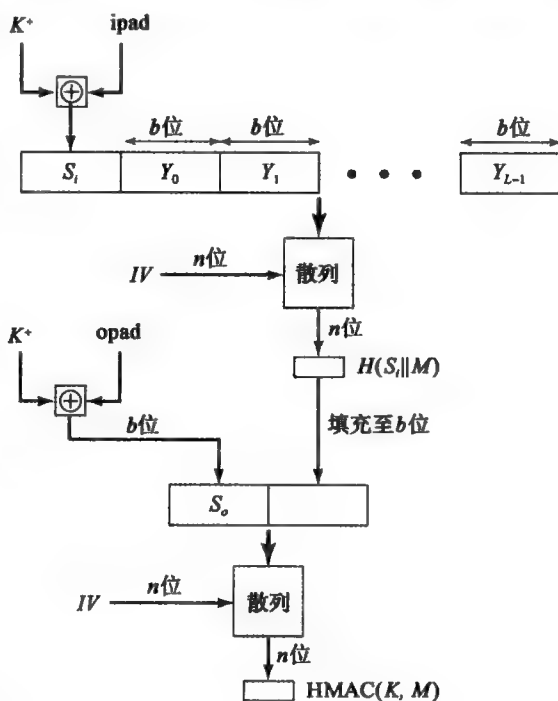 K⁺ ipad
b位 b位 b位
Sᵢ Y₀ Y₁ • • • Y_{L-1}
IV n位 散列
n位
K⁺ opad
H(Sᵢ||M)
b位 填充至b位
Sₒ
IV n位 散列
n位
HMAC(K, M)